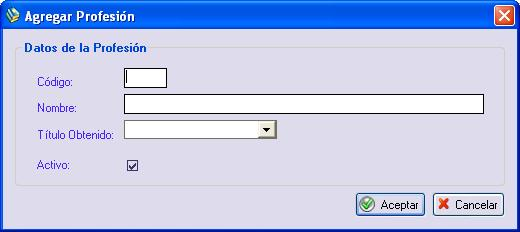 Agregar Profesión
Datos de la Profesión
Código:
Nombre:
Título Obtenido:
Activo:
Aceptar Cancelar